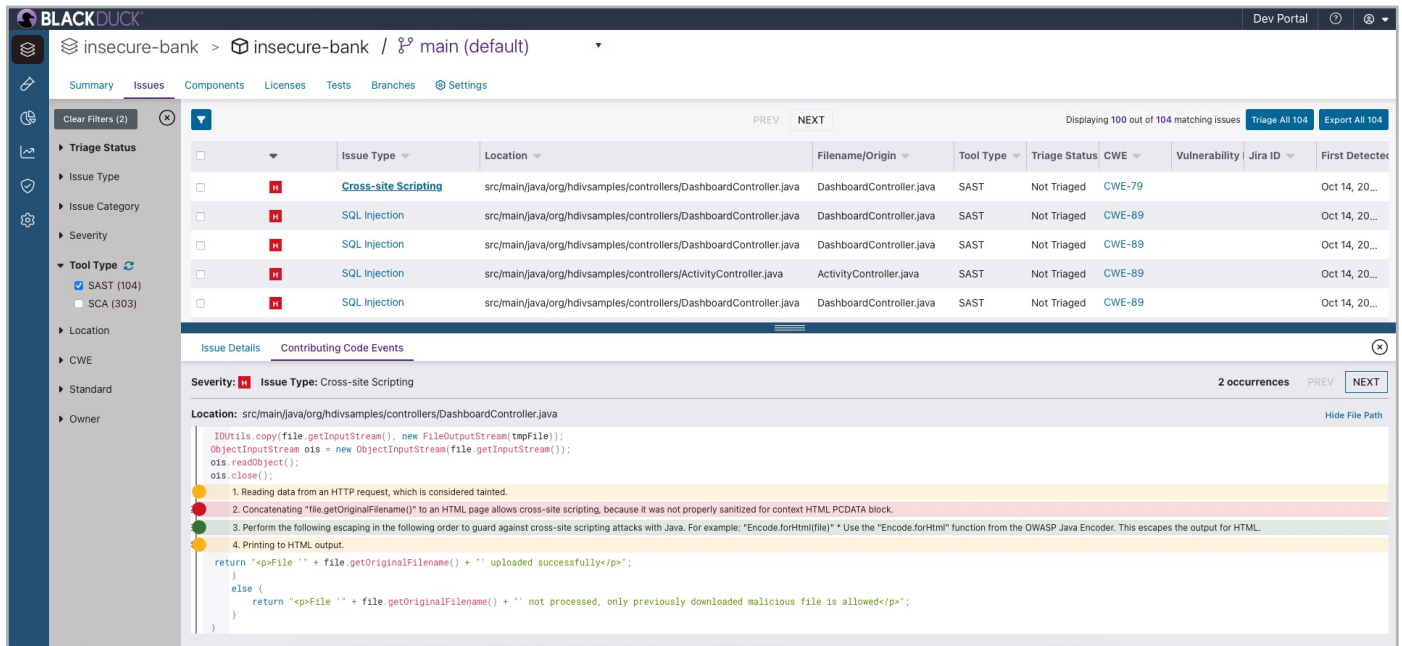 BLACKDUCK
Dev Portal
insecure-bank > insecure-bank / main (default)
Summary Issues Components Licenses Tests Branches Settings
Clear Filters (2)
PREV NEXT Displaying 100 out of 104 matching issues Triage All 104 Export All 104
Triage Status
Issue Type
Issue Category
Severity
Tool Type
SAST (104)
SCA (303)
Location
CWE
Standard
Owner
Issue Type Location Filename/Origin Tool Type Triage Status CWE Vulnerability Jira ID First Detected
H Cross-site Scripting src/main/java/org/hdivsamples/controllers/DashboardController.java DashboardController.java SAST Not Triaged CWE-79 Oct 14, 20...
H SQL Injection src/main/java/org/hdivsamples/controllers/DashboardController.java DashboardController.java SAST Not Triaged CWE-89 Oct 14, 20...
H SQL Injection src/main/java/org/hdivsamples/controllers/DashboardController.java DashboardController.java SAST Not Triaged CWE-89 Oct 14, 20...
H SQL Injection src/main/java/org/hdivsamples/controllers/ActivityController.java ActivityController.java SAST Not Triaged CWE-89 Oct 14, 20...
H SQL Injection src/main/java/org/hdivsamples/controllers/DashboardController.java DashboardController.java SAST Not Triaged CWE-89 Oct 14, 20...
Issue Details Contributing Code Events
Severity: H Issue Type: Cross-site Scripting 2 occurrences PREV NEXT
Location: src/main/java/org/hdivsamples/controllers/DashboardController.java Hide File Path
IOUtils.copy(file.getInputStream(), new FileOutputStream(tmpFile));
ObjectInputStream ois = new ObjectInputStream(file.getInputStream());
ois.readObject();
ois.close();
1. Reading data from an HTTP request, which is considered tainted.
2. Concatenating "file.getOriginalFilename()" to an HTML page allows cross-site scripting, because it was not properly sanitized for context HTML PCDATA block.
3. Perform the following escaping in the following order to guard against cross-site scripting attacks with Java. For example: "Encode.forHtml(file)" * Use the "Encode.forHtml" function from the OWASP Java Encoder. This escapes the output for HTML.
4. Printing to HTML output.
return "<p>File '" + file.getOriginalFilename() + "' uploaded successfully</p>";
}
else {
return "<p>File '" + file.getOriginalFilename() + "' not processed, only previously downloaded malicious file is allowed</p>";
}
}